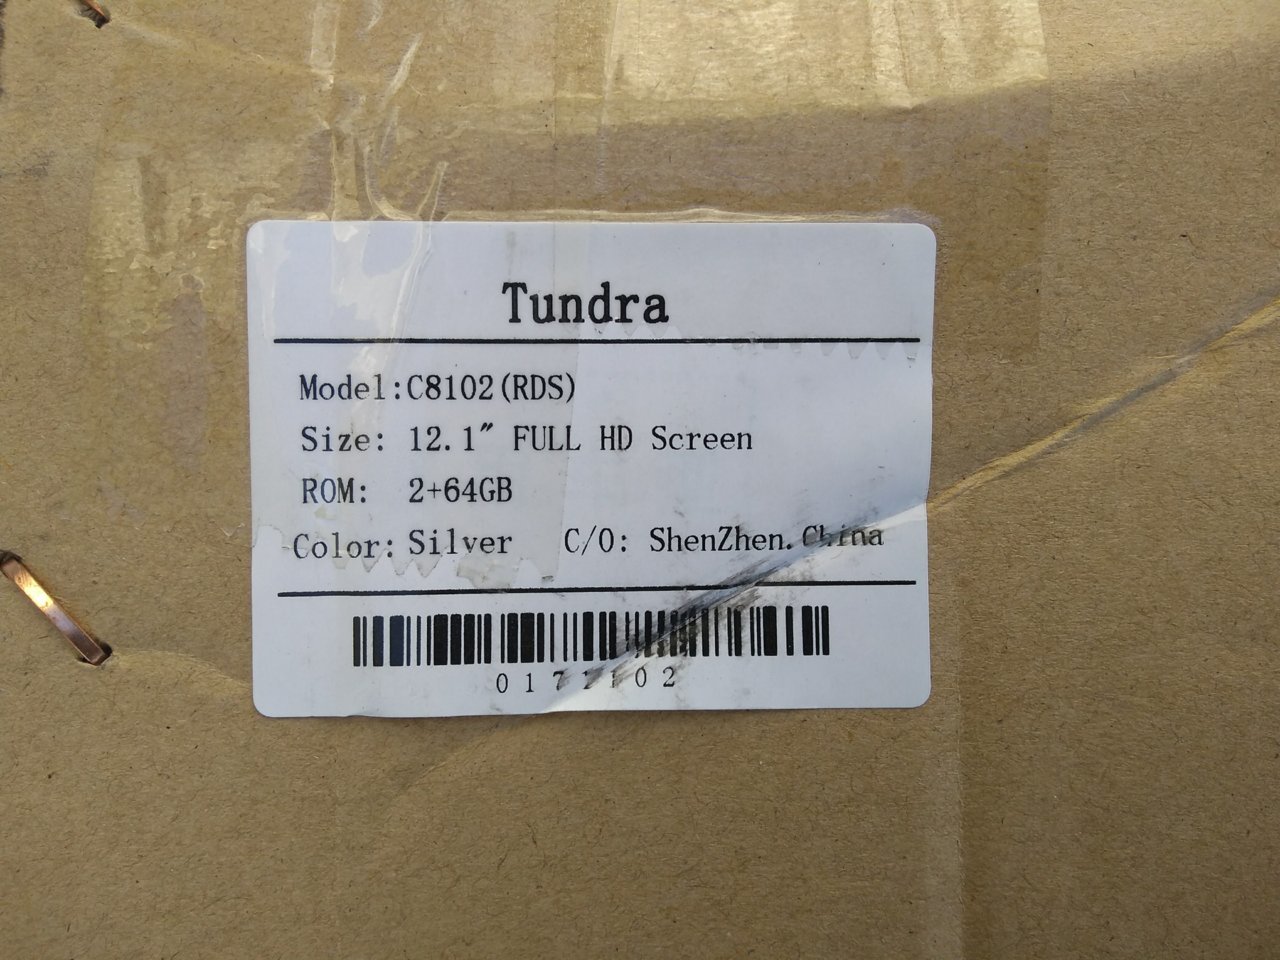 Tundra
Model:C8102(RDS)
Size: 12.1″ FULL HD Screen
ROM: 2+64GB
Color: Silver C/O: ShenZhen.China